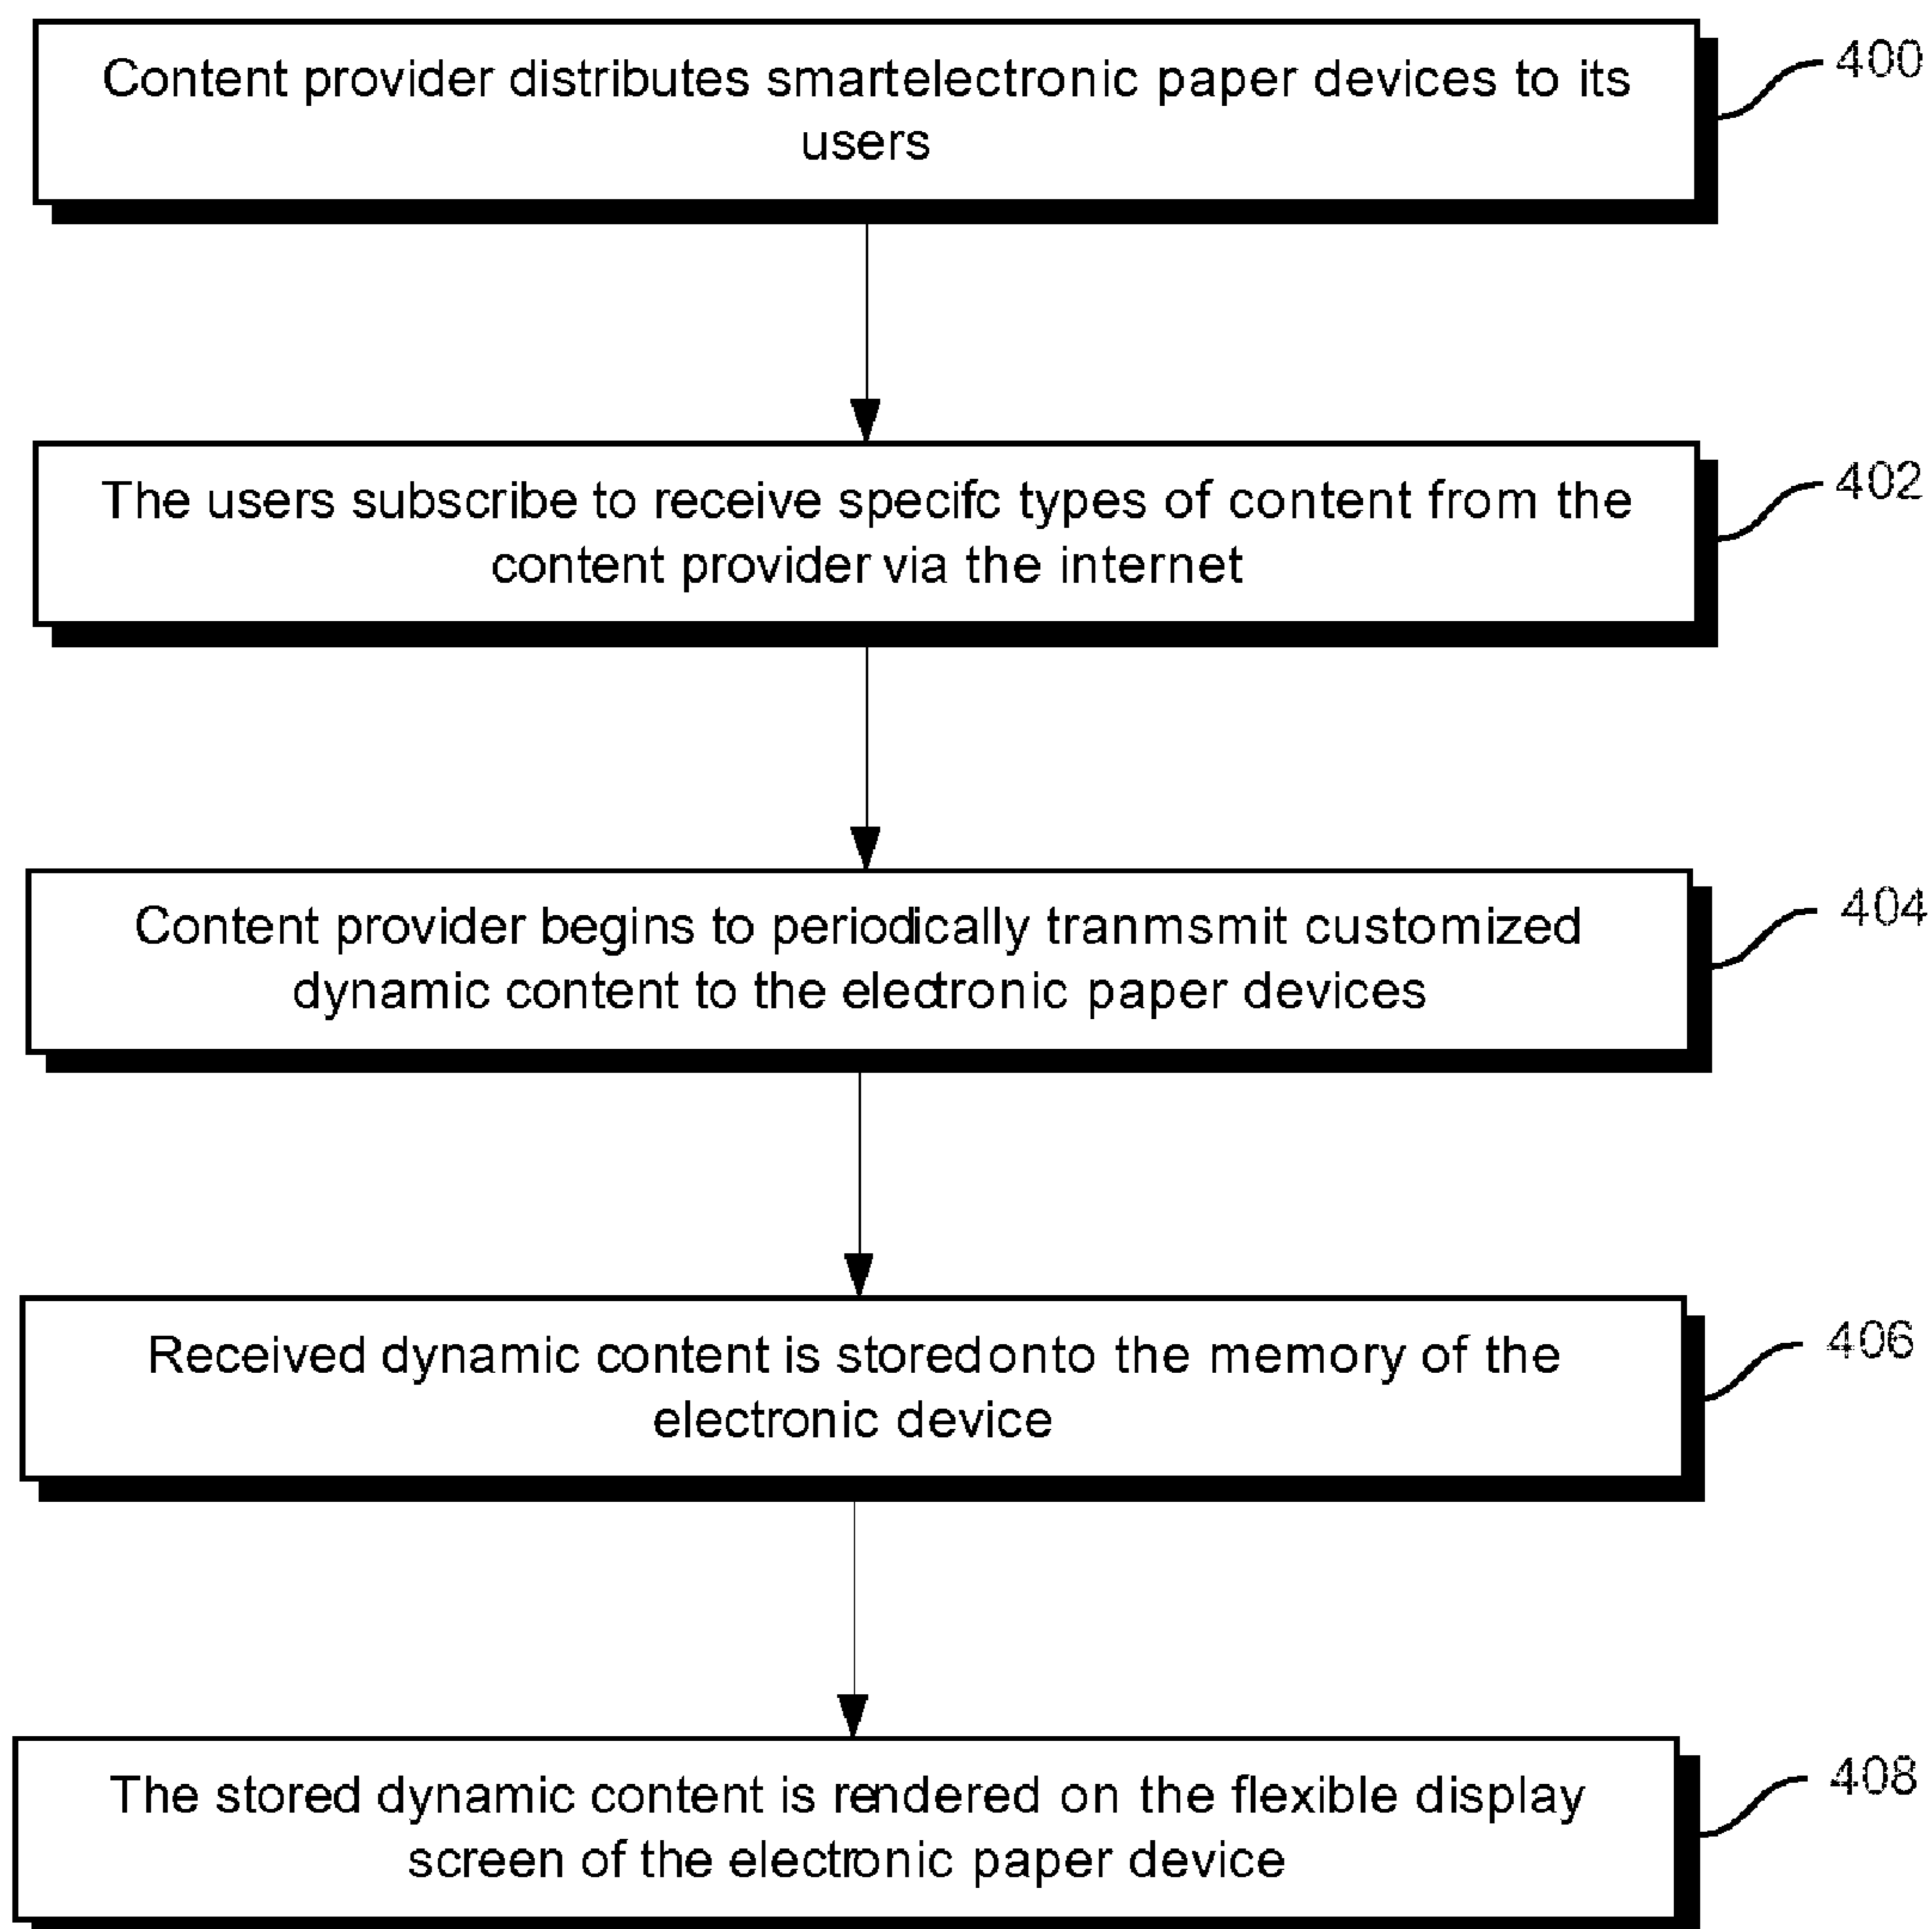 Content provider distributes smartelectronic paper devices to its
users
400
The users subscribe to receive specifc types of content from the
content provider via the internet
402
Content provider begins to periodically tranmsmit customized
dynamic content to the electronic paper devices
404
Received dynamic content is storedonto the memory of the
electronic device
406
The stored dynamic content is rendered on the flexible display
screen of the electronic paper device
408